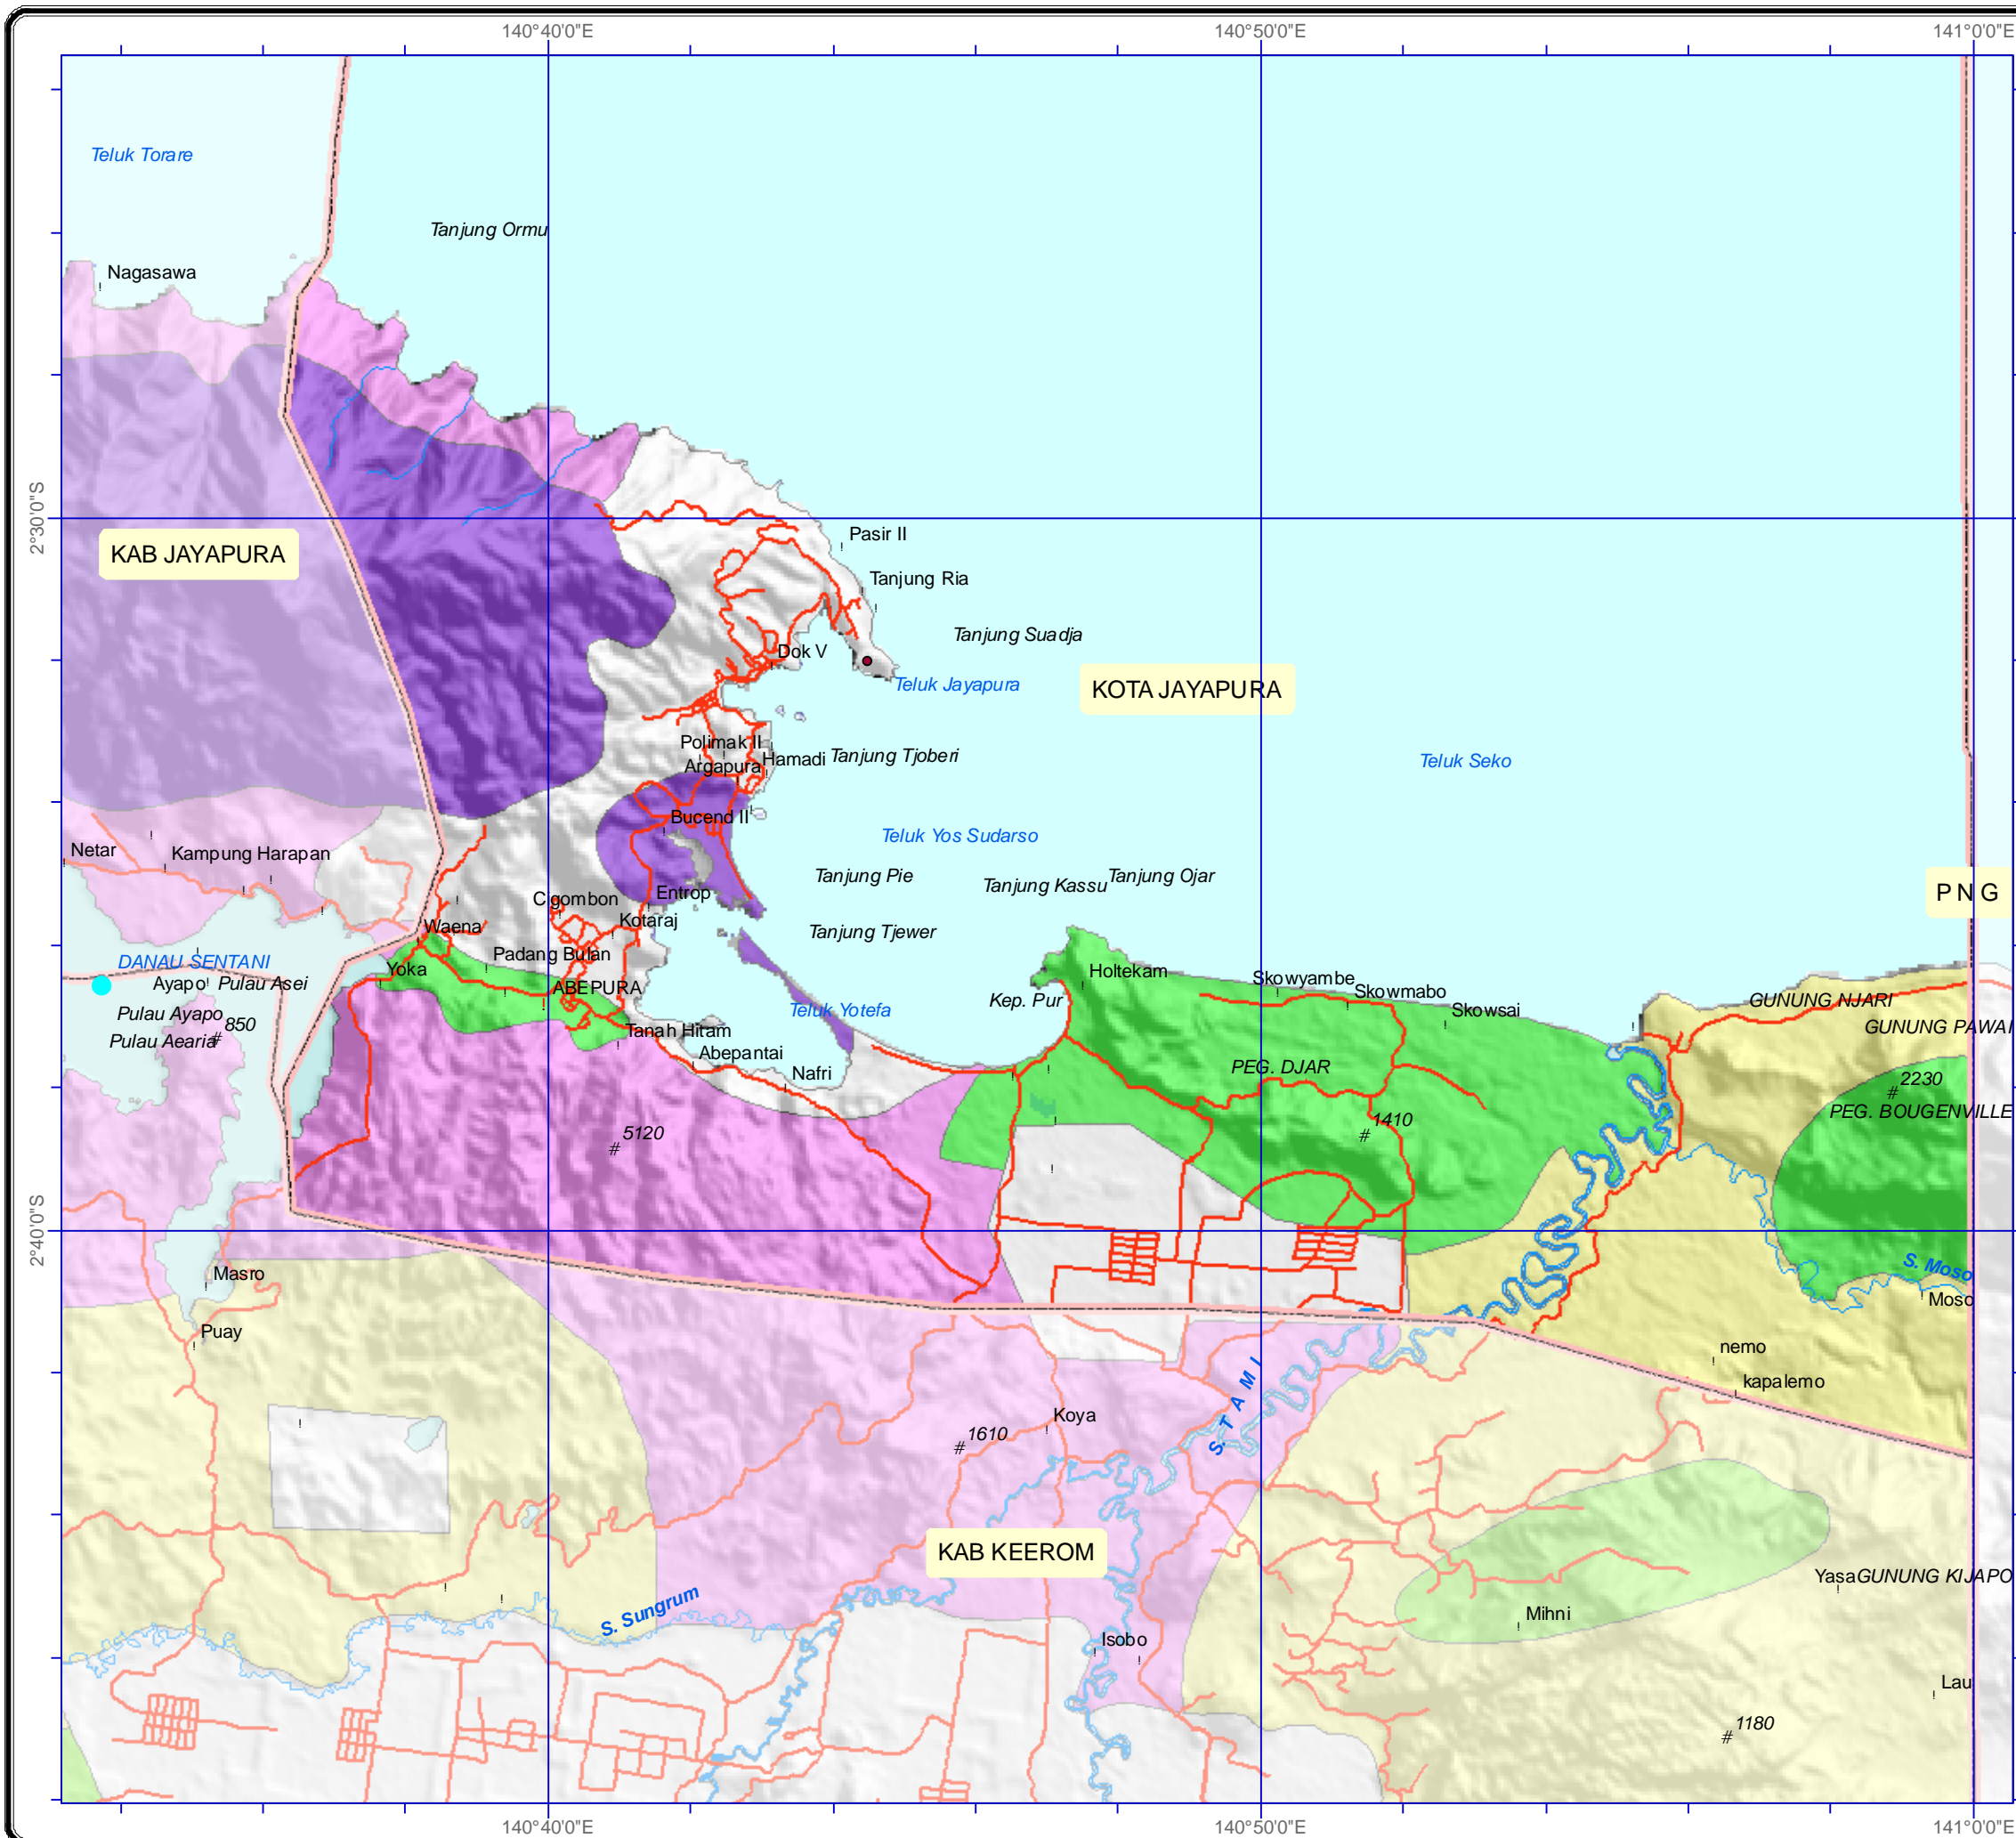 140°40'0"E
140°50'0"E
141°0'0"E
Teluk Torare
Tanjung Ormu
Nagasawa
2°30'0"S
KAB JAYAPURA
Pasir II
Tanjung Ria
Tanjung Suadja
Dok V
Teluk Jayapura
KOTA JAYAPURA
Polimak II
Hamadi
Tanjung Tjoberi
Argapura
Teluk Seko
Bucend II
Teluk Yos Sudarso
Netar
Kampung Harapan
Tanjung Pie
Tanjung Kassu
Tanjung Ojar
P N G
Entrop
Cigombon
Kotaraj
Waena
Tanjung Tjewer
Padang Bulan
DANAU SENTANI
Yoka
Holtekam
Skowyambe
Ayapo
Pulau Asei
ABEPURA
Skowmabo
Kep. Pur
GUNUNG NJARI
Pulau Ayapo
Teluk Yotefa
Skowsai
# 850
Tanah Hitam
GUNUNG PAWAI
Pulau Aearia
Abepantai
PEG. DJAR
Nafri
# 2230
PEG. BOUGENVILLE
# 5120
# 1410
2°40'0"S
Masro
S. Moso
Moso
Puay
nemo
kapalemo
S. T A M I
Koya
# 1610
KAB KEEROM
Yasa
GUNUNG KIJAPO
S. Sungrum
Mihni
Isobo
Lau
# 1180
140°40'0"E
140°50'0"E
141°0'0"E